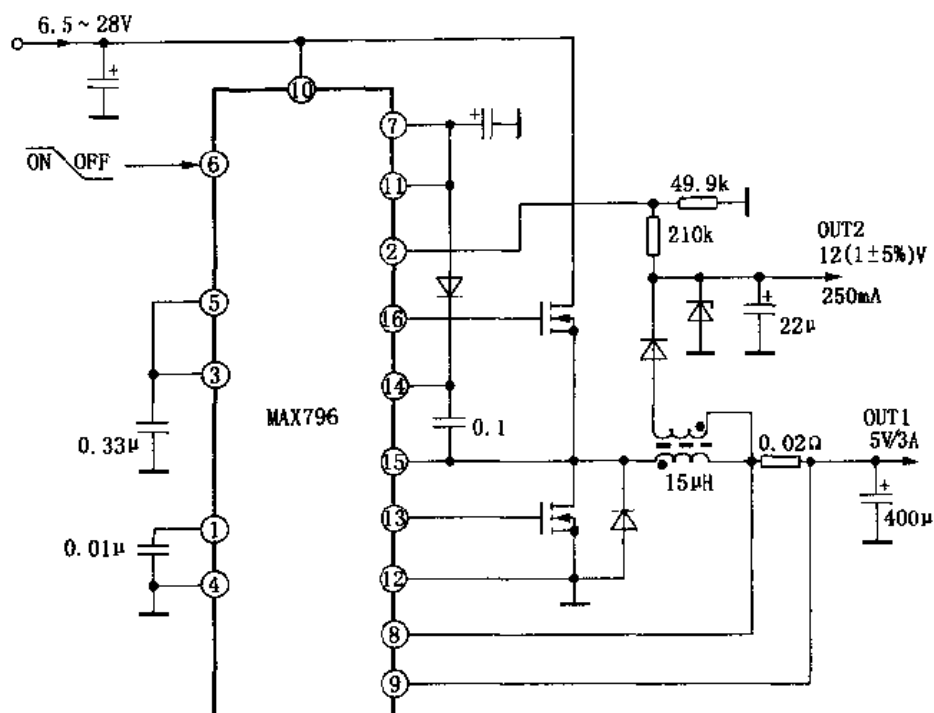 6.5~28V
⑩
⑦
ON OFF
⑥
⑪
49.9k
②
210k
OUT2
12(1±5%)V
250mA
22μ
⑤
⑯
③
⑭
MAX796
0.1
0.33μ
⑮
15μH
0.02Ω
OUT1
5V/3A
400μ
①
⑬
0.01μ
④
⑫
⑧
⑨